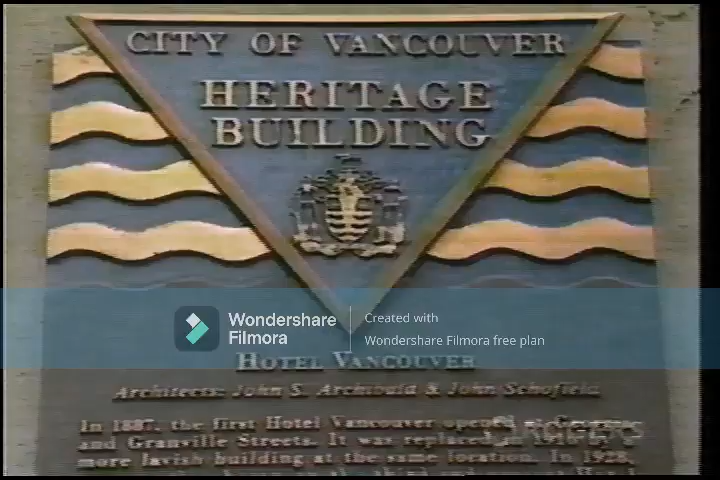 CITY OF VANCOUVER
HERITAGE
BUILDING
Wondershare
Filmora
Created with
Wondershare Filmora free plan
HOTEL VANCOUVER
Architects: John S. Archibald & John Schofield
In 1887, the first Hotel Vancouver opened
and Granville Streets. It was replaced in
more lavish building at the same location. In 1928,